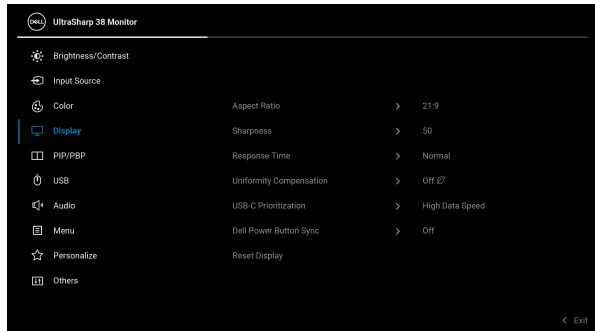 DELL UltraSharp 38 Monitor
Brightness/Contrast
Input Source
Color Aspect Ratio 21:9
Display Sharpness 50
PIP/PBP Response Time Normal
USB Uniformity Compensation Off
Audio USB-C Prioritization High Data Speed
Menu Dell Power Button Sync Off
Personalize Reset Display
Others
Exit